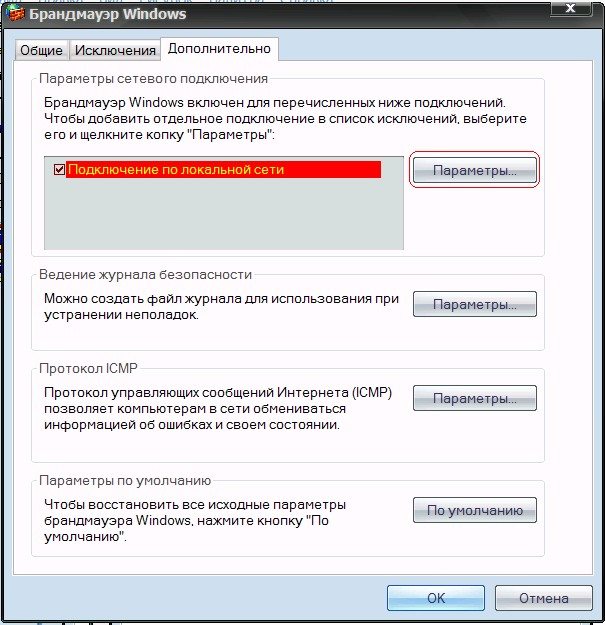 Брандмауэр Windows
Общие
Исключения
Дополнительно
Параметры сетевого подключения
Брандмауэр Windows включен для перечисленных ниже подключений.
Чтобы добавить отдельное подключение в список исключений, выберите
его и щелкните копку "Параметры":
Подключение по локальной сети
Параметры...
Ведение журнала безопасности
Можно создать файл журнала для использования при
устранении неполадок.
Параметры...
Протокол ICMP
Протокол управляющих сообщений Интернета (ICMP)
позволяет компьютерам в сети обмениваться
информацией об ошибках и своем состоянии.
Параметры...
Параметры по умолчанию
Чтобы восстановить все исходные параметры
брандмауэра Windows, нажмите кнопку "По
умолчанию".
По умолчанию
OK
Отмена